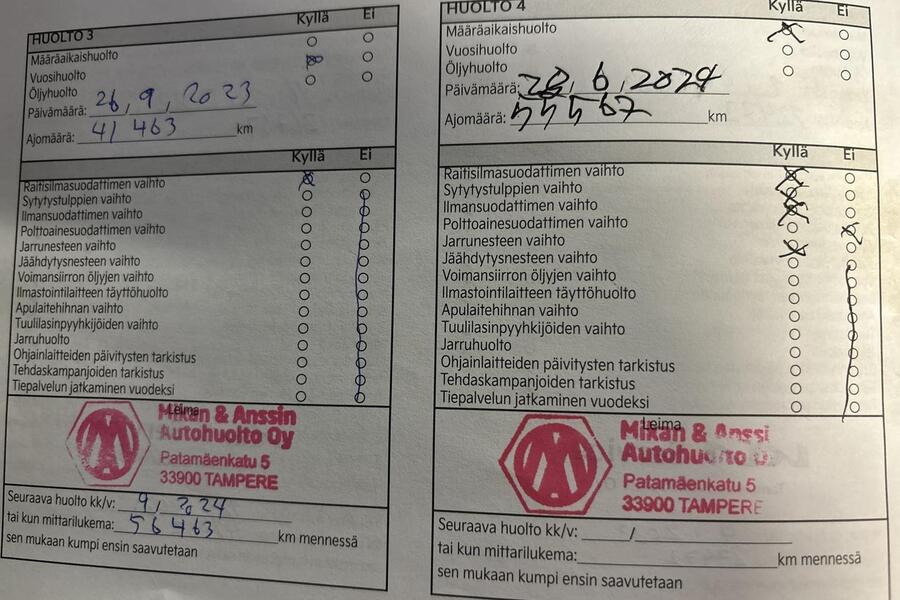 HUOLTO 3
Kyllä Ei
Määräaikaishuolto
Vuosihuolto
Öljyhuolto
Päivämäärä: 26, 9, 2023
Ajomäärä: 41 463 km
Kyllä Ei
Raitisilmasuodattimen vaihto
Sytytystulppien vaihto
Ilmansuodattimen vaihto
Polttoainesuodattimen vaihto
Jarrunesteen vaihto
Jäähdytysnesteen vaihto
Voimansiirron öljyjen vaihto
Ilmastointilaitteen täyttöhuolto
Apulaitehihnan vaihto
Tuulilasinpyyhkijöiden vaihto
Jarruhuolto
Ohjainlaitteiden päivitysten tarkistus
Tehdaskampanjoiden tarkistus
Tiepalvelun jatkaminen vuodeksi
Leima
Mikan & Anssin
Autohuolto Oy
Patamäenkatu 5
33900 TAMPERE
Seuraava huolto kk/v: 9, 2024
tai kun mittarilukema: 56463 km mennessä
sen mukaan kumpi ensin saavutetaan
HUOLTO 4
Kyllä Ei
Määräaikaishuolto
Vuosihuolto
Öljyhuolto
Päivämäärä: 28, 6, 2024
Ajomäärä: 55567 km
Kyllä Ei
Raitisilmasuodattimen vaihto
Sytytystulppien vaihto
Ilmansuodattimen vaihto
Polttoainesuodattimen vaihto
Jarrunesteen vaihto
Jäähdytysnesteen vaihto
Voimansiirron öljyjen vaihto
Ilmastointilaitteen täyttöhuolto
Apulaitehihnan vaihto
Tuulilasinpyyhkijöiden vaihto
Jarruhuolto
Ohjainlaitteiden päivitysten tarkistus
Tehdaskampanjoiden tarkistus
Tiepalvelun jatkaminen vuodeksi
Leima
Mikan & Anssi
Autohuolto O
Patamäenkatu 5
33900 TAMPERE
Seuraava huolto kk/v: /
tai kun mittarilukema: km mennessä
sen mukaan kumpi ensin saavutetaan